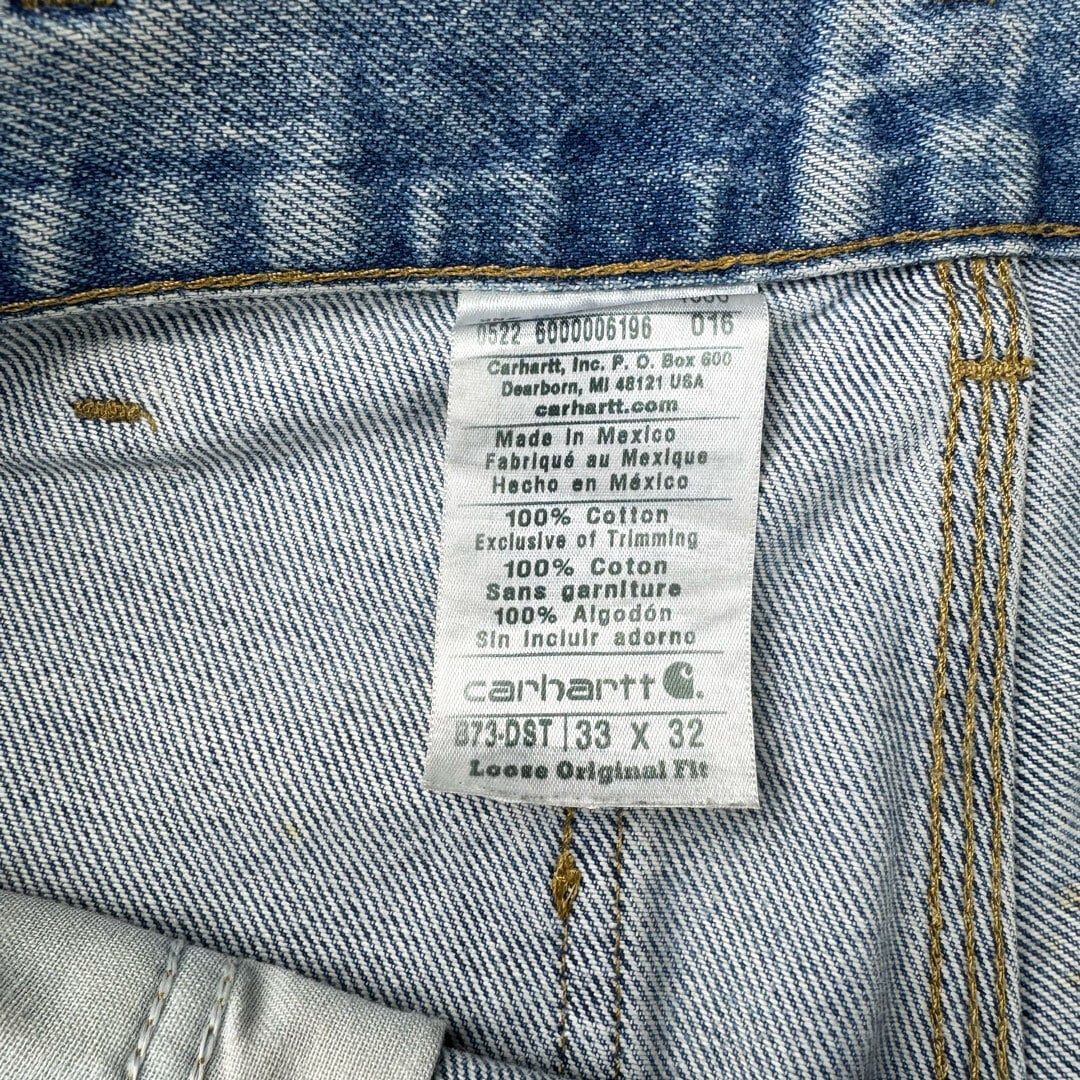 0522 6000006196 016
Carhartt, Inc. P. O. Box 600
Dearborn, MI 48121 USA
carhartt.com
Made in Mexico
Fabriqué au Mexique
Hecho en México
100% Cotton
Exclusive of Trimming
100% Coton
Sans garniture
100% Algodón
Sin incluir adorno
carhartt
B73-DST | 33 X 32
Loose Original Fit